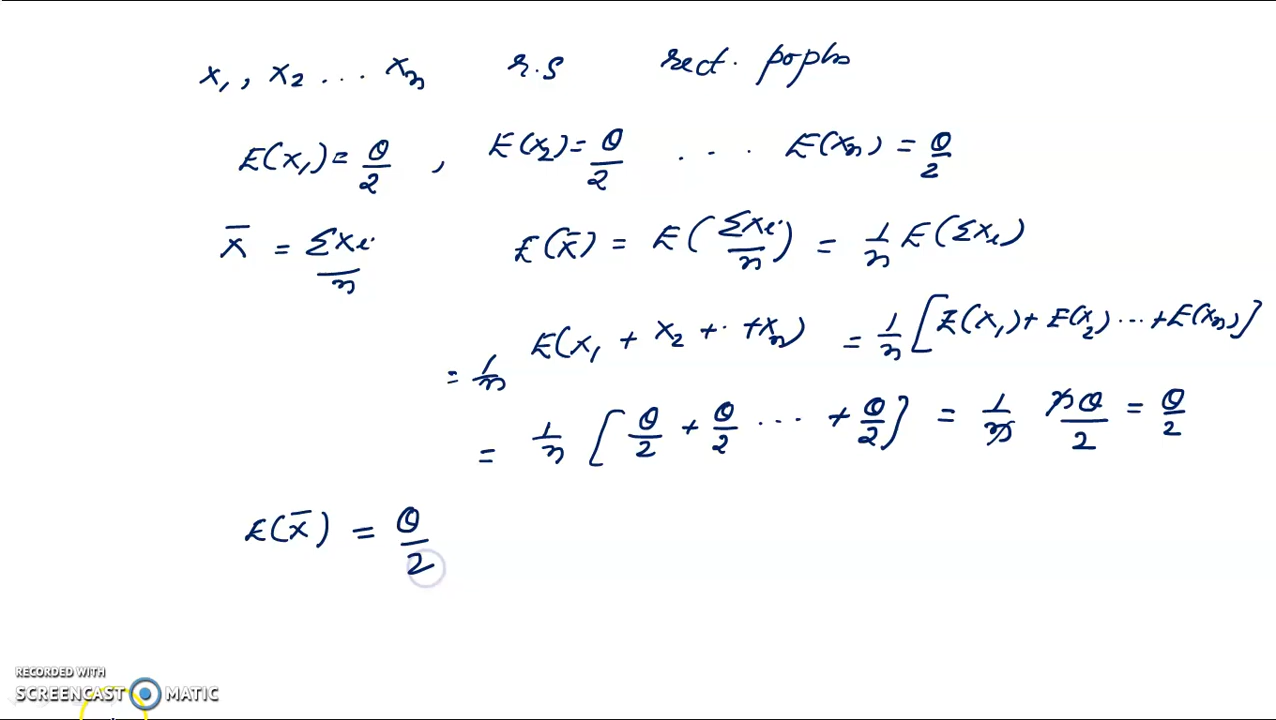 x₁, x₂ ... xₙ r.s rect. popln
E(x₁) = θ/2 , E(x₂) = θ/2 . . . E(xₙ) = θ/2
x̄ = Σxᵢ/n E(x̄) = E(Σxᵢ/n) = 1/n E(Σxᵢ)
= 1/n E(x₁ + x₂ + ·· + xₙ) = 1/n [E(x₁) + E(x₂) ... + E(xₙ)]
= 1/n [θ/2 + θ/2 ... + θ/2] = 1/n nθ/2 = θ/2
E(x̄) = θ/2
RECORDED WITH
SCREENCAST MATIC